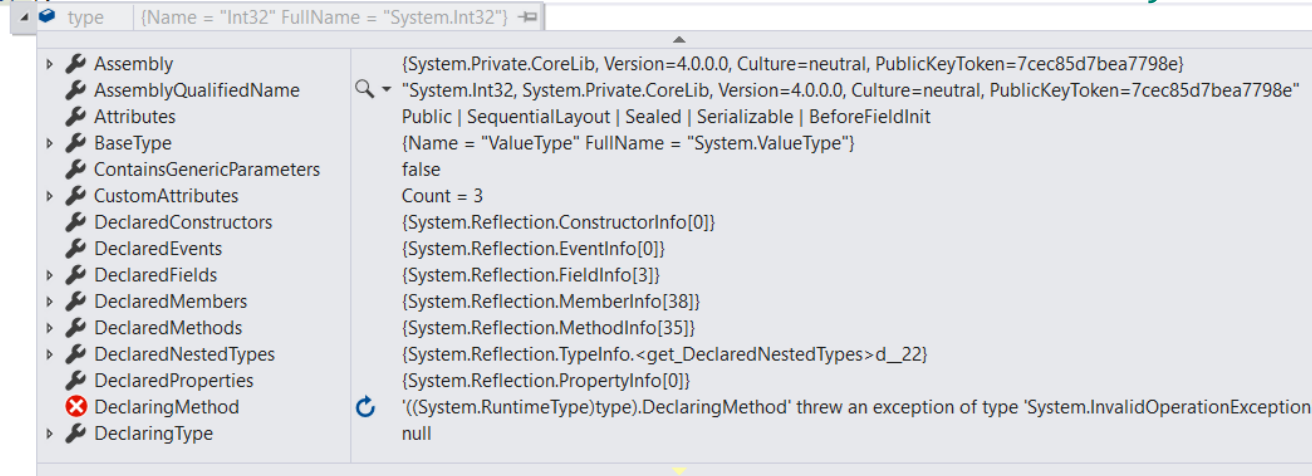 type {Name = "Int32" FullName = "System.Int32"}
Assembly {System.Private.CoreLib, Version=4.0.0.0, Culture=neutral, PublicKeyToken=7cec85d7bea7798e}
AssemblyQualifiedName "System.Int32, System.Private.CoreLib, Version=4.0.0.0, Culture=neutral, PublicKeyToken=7cec85d7bea7798e"
Attributes Public | SequentialLayout | Sealed | Serializable | BeforeFieldInit
BaseType {Name = "ValueType" FullName = "System.ValueType"}
ContainsGenericParameters false
CustomAttributes Count = 3
DeclaredConstructors {System.Reflection.ConstructorInfo[0]}
DeclaredEvents {System.Reflection.EventInfo[0]}
DeclaredFields {System.Reflection.FieldInfo[3]}
DeclaredMembers {System.Reflection.MemberInfo[38]}
DeclaredMethods {System.Reflection.MethodInfo[35]}
DeclaredNestedTypes {System.Reflection.TypeInfo.<get_DeclaredNestedTypes>d__22}
DeclaredProperties {System.Reflection.PropertyInfo[0]}
DeclaringMethod '((System.RuntimeType)type).DeclaringMethod' threw an exception of type 'System.InvalidOperationException
DeclaringType null